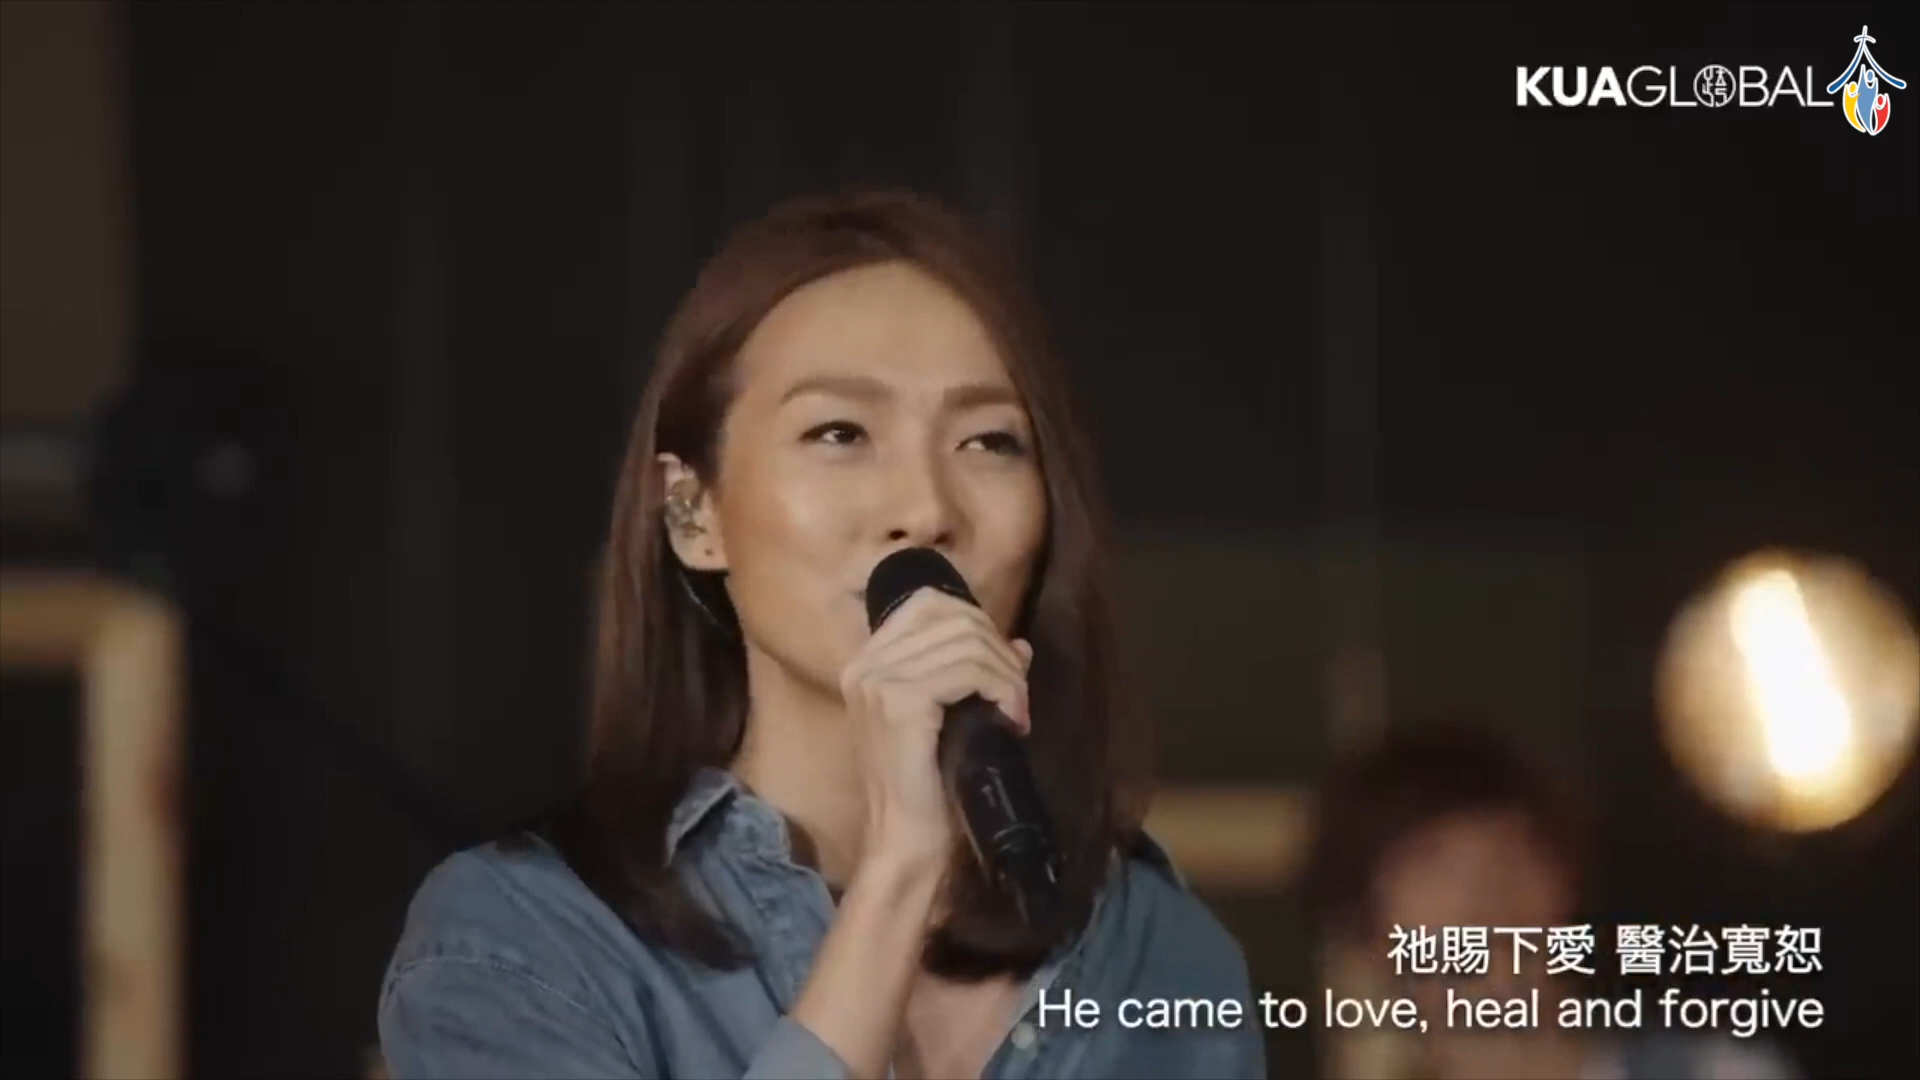 KUAGLOBAL
祂賜下愛 醫治寬恕
He came to love, heal and forgive